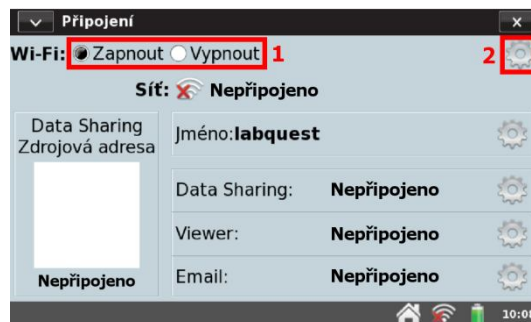 Připojení
Wi-Fi: Zapnout Vypnout 1 2
Síť: Nepřipojeno
Data Sharing
Zdrojová adresa
Nepřipojeno
Jméno:labquest
Data Sharing: Nepřipojeno
Viewer: Nepřipojeno
Email: Nepřipojeno